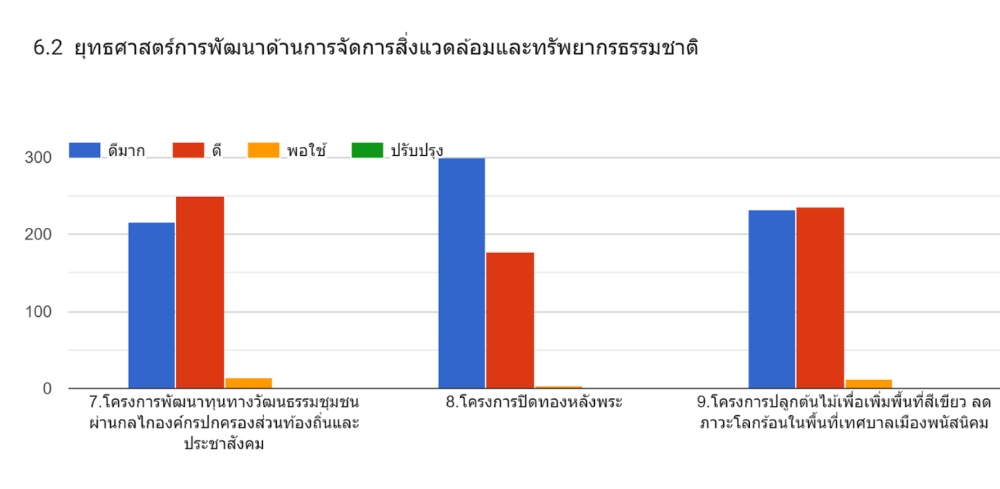 6.2 ยุทธศาสตร์การพัฒนาด้านการจัดการสิ่งแวดล้อมและทรัพยากรธรรมชาติ
ดีมาก ดี พอใช้ ปรับปรุง
300
200
100
0
7.โครงการพัฒนาทุนทางวัฒนธรรมชุมชน
ผ่านกลไกองค์กรปกครองส่วนท้องถิ่นและ
ประชาสังคม
8.โครงการปิดทองหลังพระ
9.โครงการปลูกต้นไม้เพื่อเพิ่มพื้นที่สีเขียว ลด
ภาวะโลกร้อนในพื้นที่เทศบาลเมืองพนัสนิคม